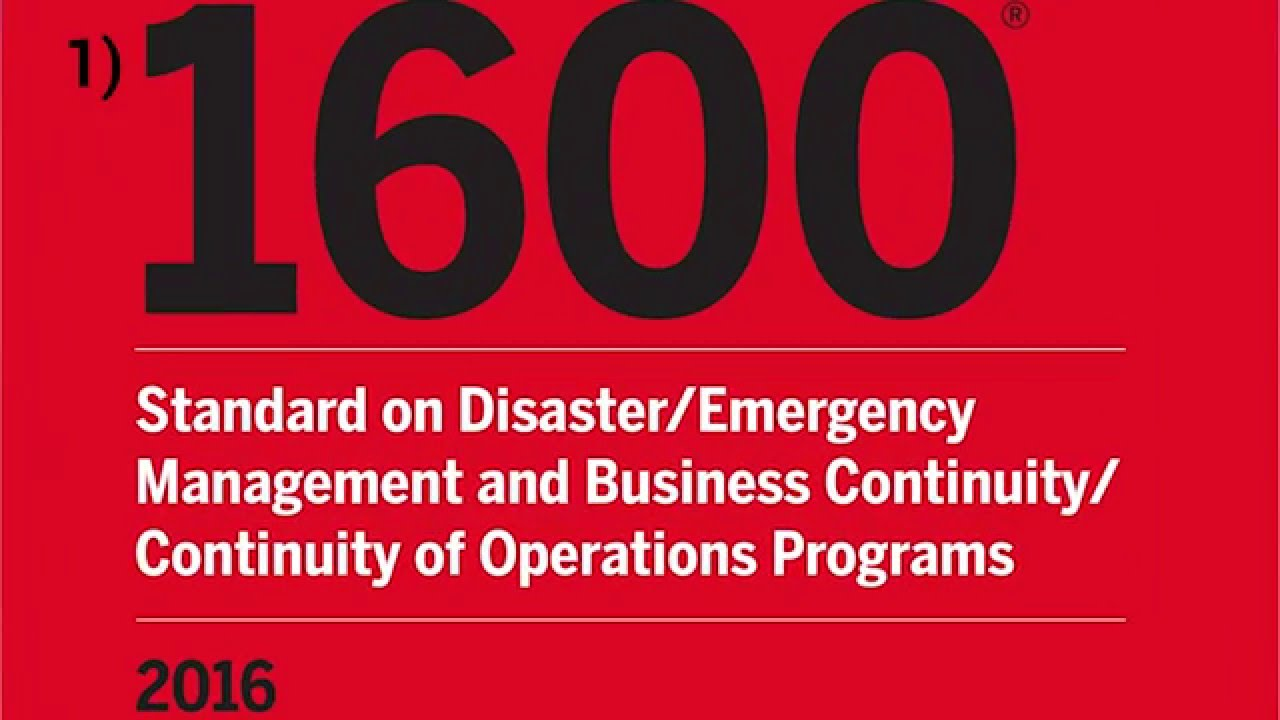 1) 1600®
Standard on Disaster/Emergency
Management and Business Continuity/
Continuity of Operations Programs
2016